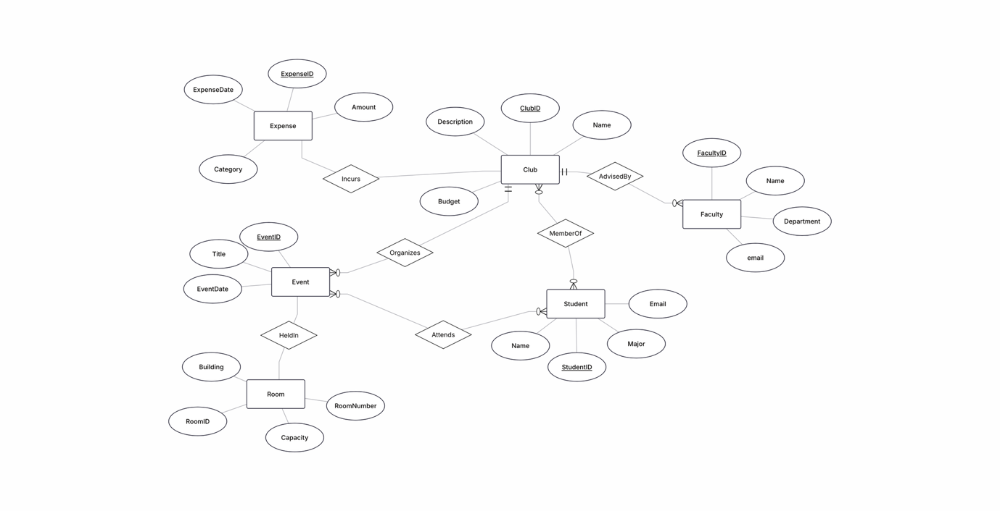 ExpenseID
ExpenseDate
Amount
Expense
Category
Incurs
ClubID
Description
Name
Club
Budget
AdvisedBy
FacultyID
Name
Faculty
Department
email
EventID
Title
Event
EventDate
Organizes
MemberOf
HeldIn
Attends
Student
Email
Name
Major
StudentID
Building
Room
RoomNumber
RoomID
Capacity